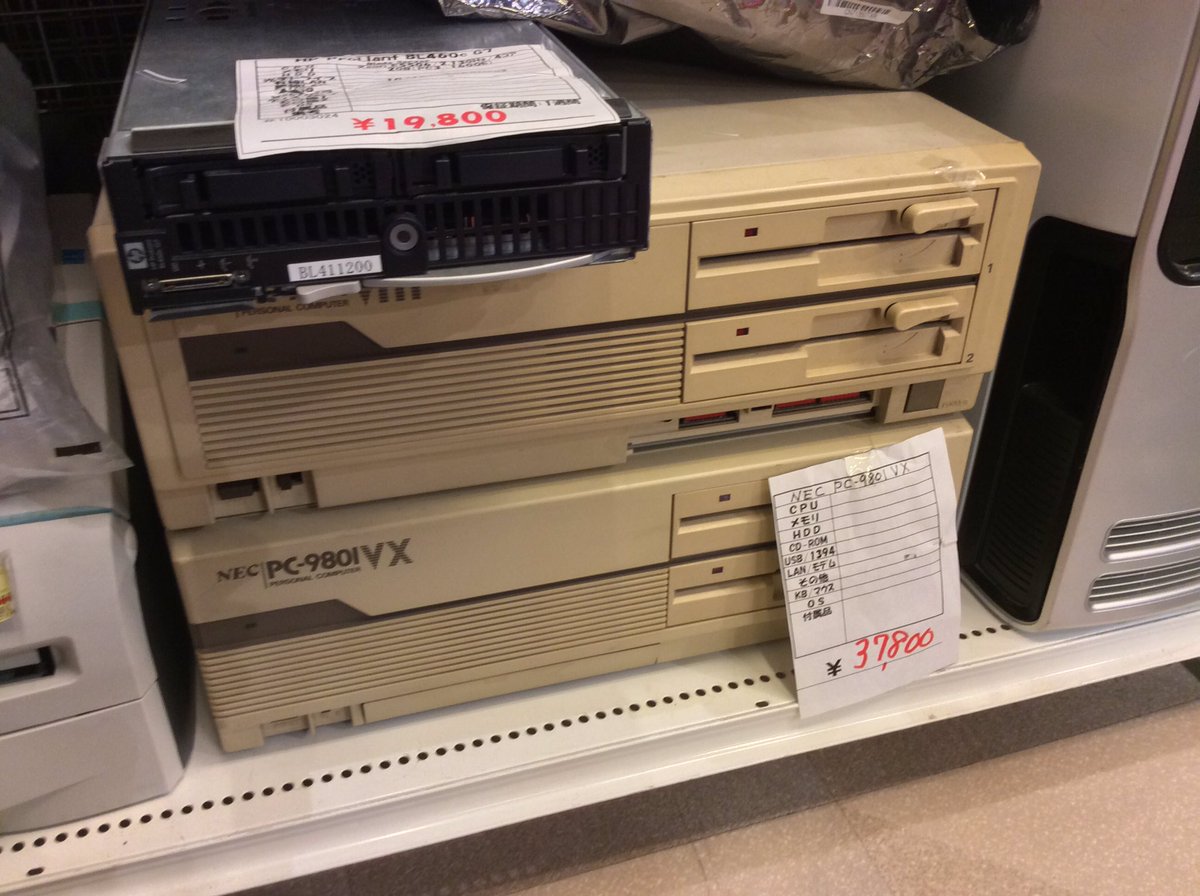 HP ProLiant BL460c G7
¥19,800
BL411200
PERSONAL COMPUTER
1
2
NEC PC-9801VX
PERSONAL COMPUTER
NEC PC-9801VX
CPU
メモリ
HDD
CD-ROM
USB/1394
LAN/モデム
その他
KB/マウス
OS
付属品
¥37,800